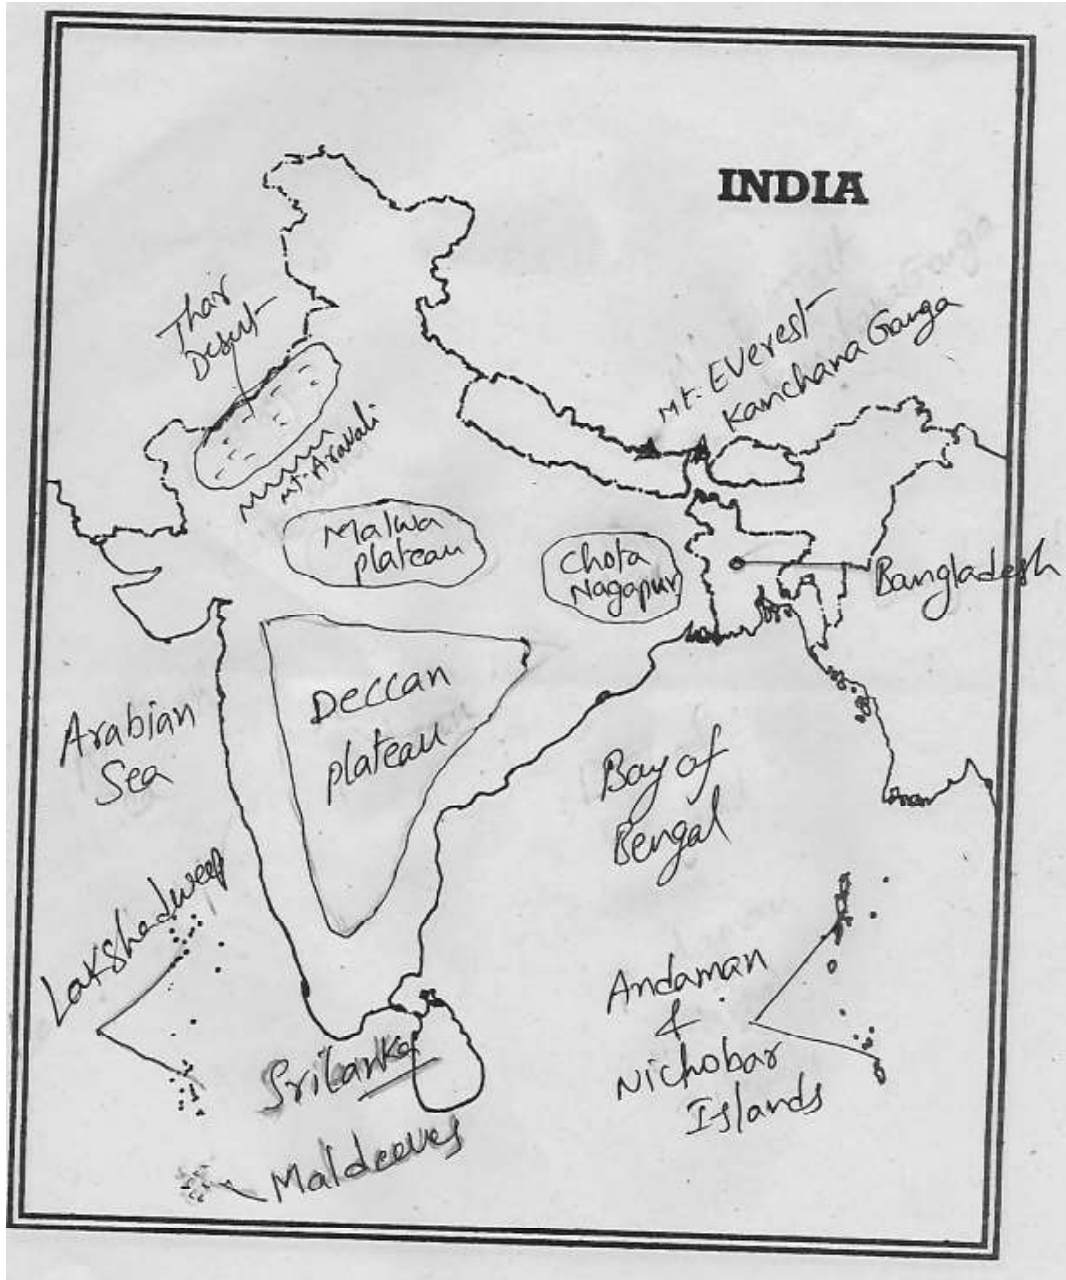 INDIA
Thar
Desert
Mt. Aravali
Mt. Everest
Kanchana Ganga
Malwa
plateau
Chota
Nagapur
Bangladesh
Deccan
plateau
Arabian
Sea
Bay of
Bengal
Lakshadweep
Andaman
&
Nichobar
Islands
Srilanka
Maldeeves